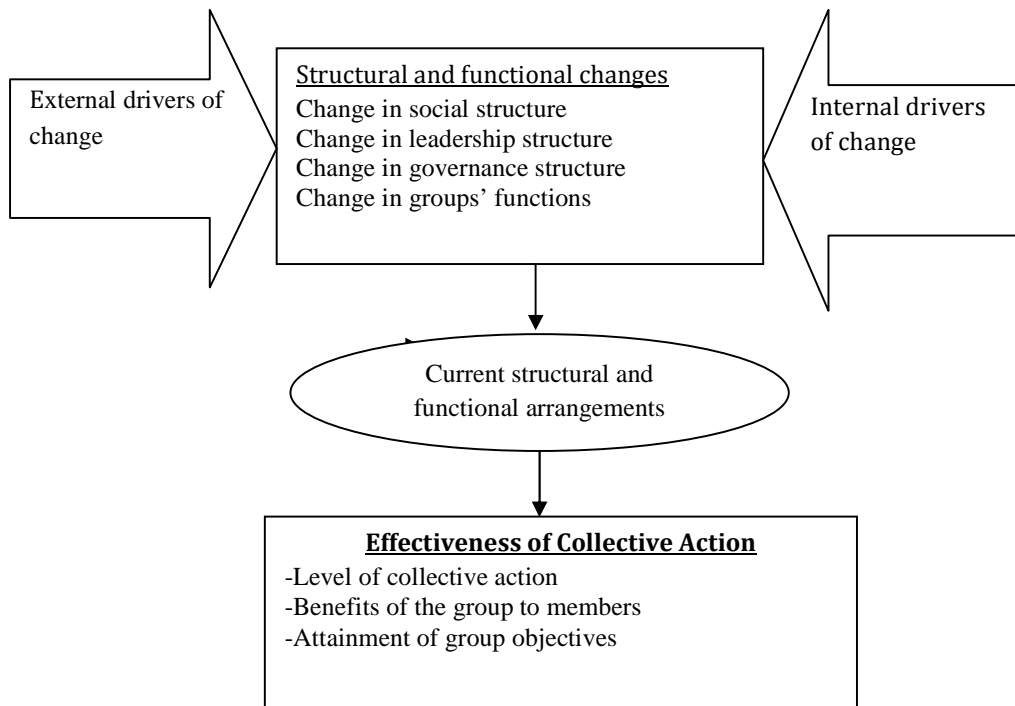 External drivers of
change
Structural and functional changes
Change in social structure
Change in leadership structure
Change in governance structure
Change in groups’ functions
Internal drivers
of change
Current structural and
functional arrangements
Effectiveness of Collective Action
-Level of collective action
-Benefits of the group to members
-Attainment of group objectives